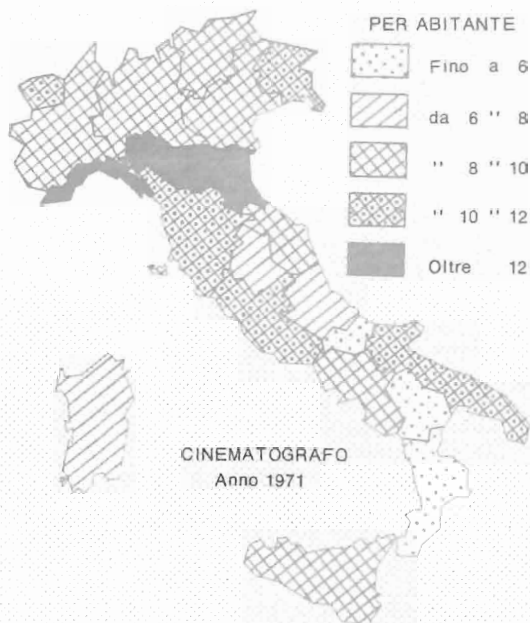 PER ABITANTE
Fino a 6
da 6 " 8
" 8 " 10
" 10 " 12
Oltre 12
CINEMATOGRAFO
Anno 1971